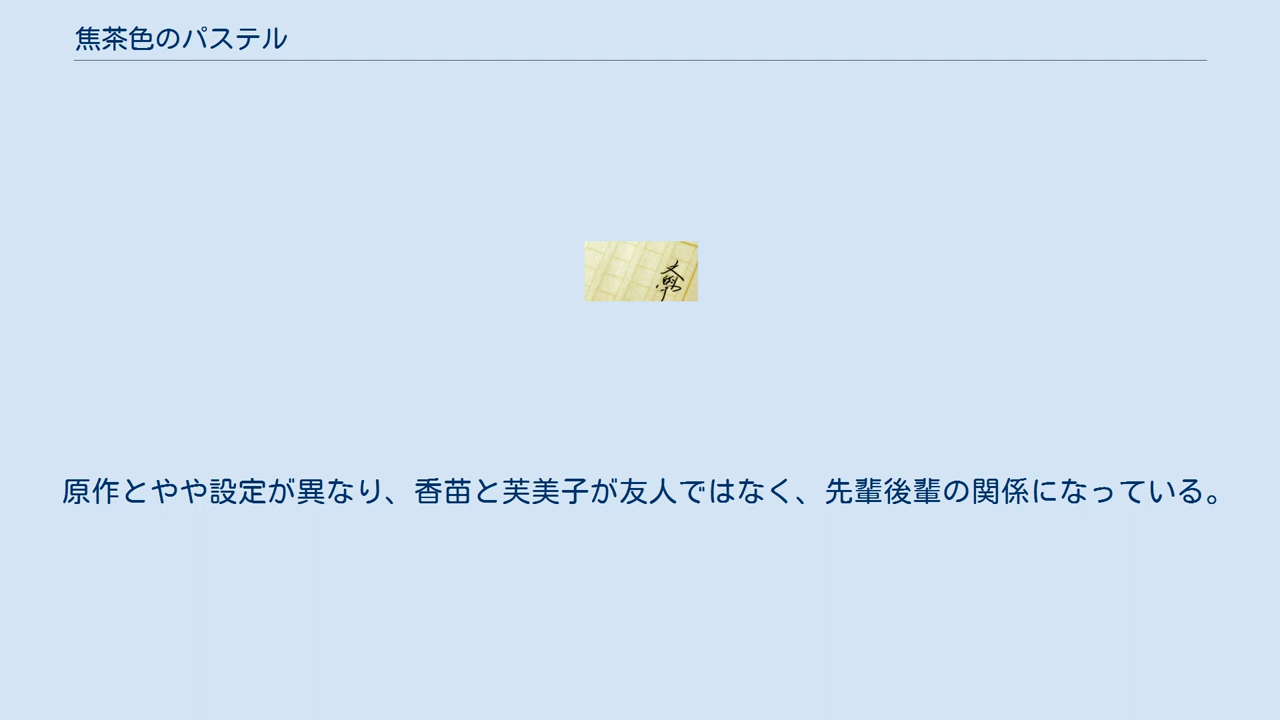 焦茶色のパステル
原作とやや設定が異なり、香苗と芙美子が友人ではなく、先輩後輩の関係になっている。